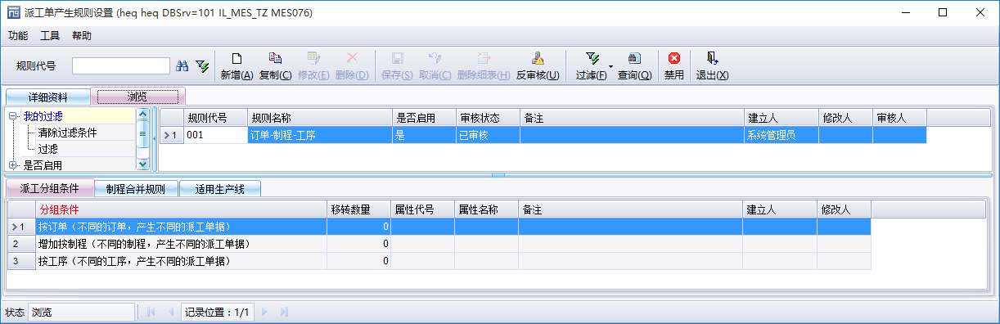 派工单产生规则设置 (heq heq DBSrv=101 IL_MES_TZ MES076)
功能 工具 帮助
规则代号 新增(A) 复制(C) 修改(E) 删除(D) 保存(S) 取消(C) 删除细表(H) 反审核(U) 过滤(F) 查询(Q) 禁用 退出(X)
详细资料 浏览
我的过滤
清除过滤条件
过滤
是否启用
规则代号 规则名称 是否启用 审核状态 备注 建立人 修改人 审核人
1 001 订单-制程-工序 是 已审核 系统管理员
派工分组条件 制程合并规则 适用生产线
分组条件 移转数量 属性代号 属性名称 备注 建立人 修改人
1 按订单（不同的订单，产生不同的派工单据） 0
2 增加按制程（不同的制程，产生不同的派工单据） 0
3 按工序（不同的工序，产生不同的派工单据） 0
状态 浏览 记录位置：1/1